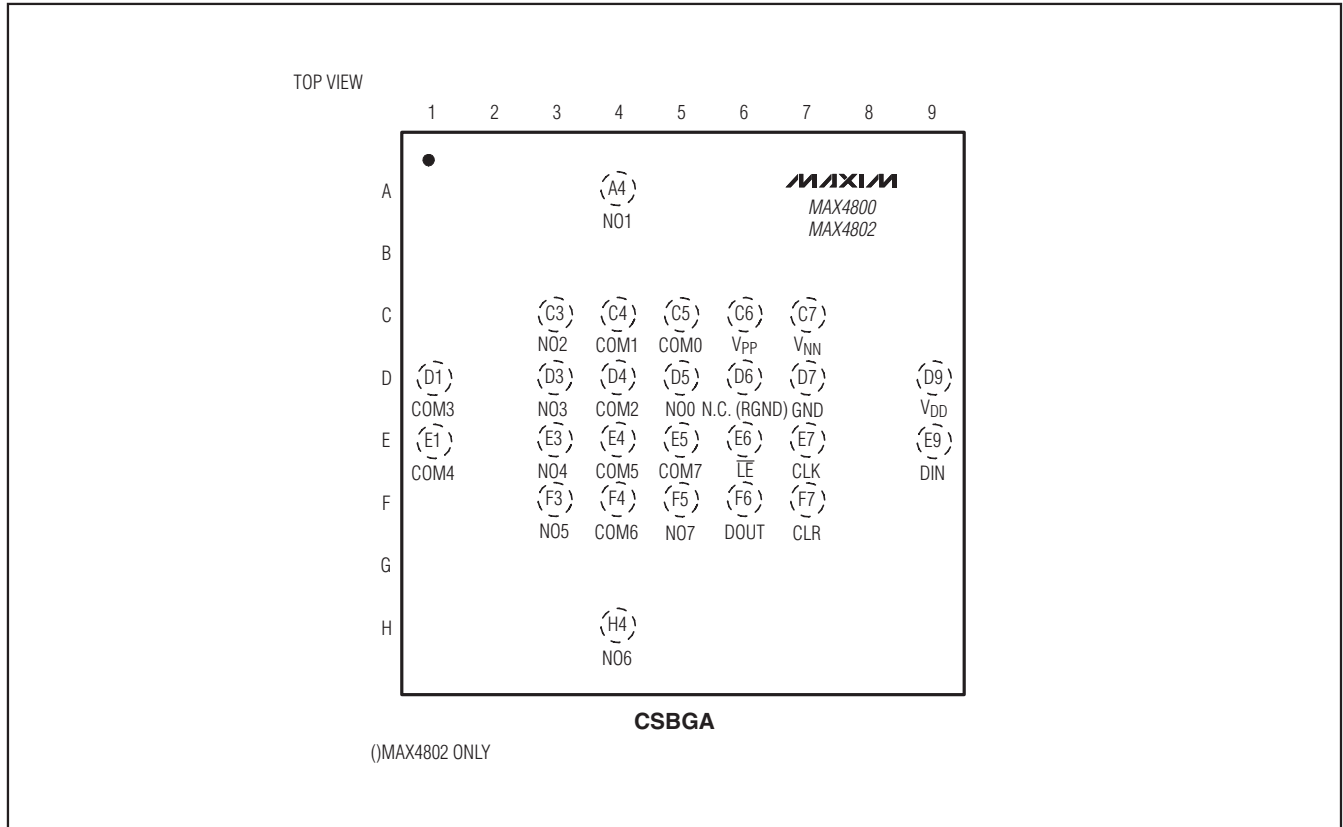 TOP VIEW
1 2 3 4 5 6 7 8 9
A A4 MAXIM
NO1 MAX4800
MAX4802
B
C C3 C4 C5 C6 C7
NO2 COM1 COM0 VPP VNN
D D1 D3 D4 D5 D6 D7 D9
COM3 NO3 COM2 NO0 N.C. (RGND) GND VDD
E E1 E3 E4 E5 E6 E7 E9
COM4 NO4 COM5 COM7 L̅E̅ CLK DIN
F F3 F4 F5 F6 F7
NO5 COM6 NO7 DOUT CLR
G
H H4
NO6
CSBGA
()MAX4802 ONLY